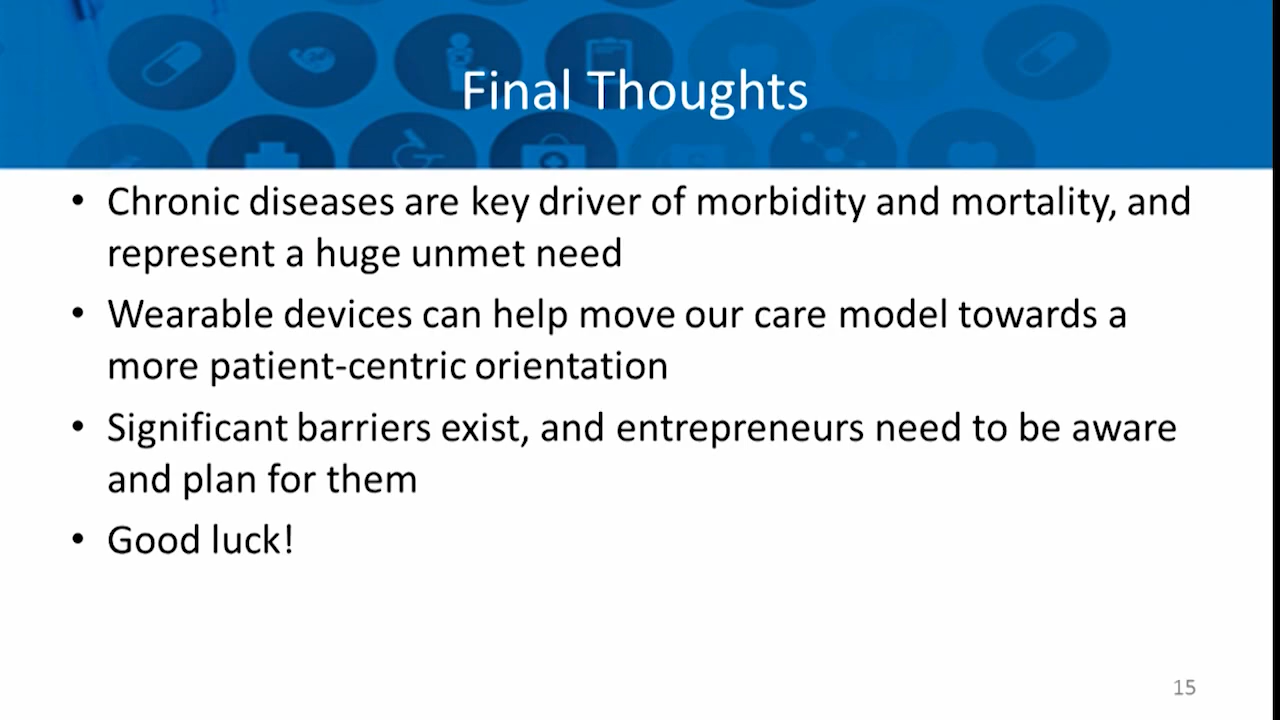 Final Thoughts
• Chronic diseases are key driver of morbidity and mortality, and
represent a huge unmet need
• Wearable devices can help move our care model towards a
more patient-centric orientation
• Significant barriers exist, and entrepreneurs need to be aware
and plan for them
• Good luck!
15